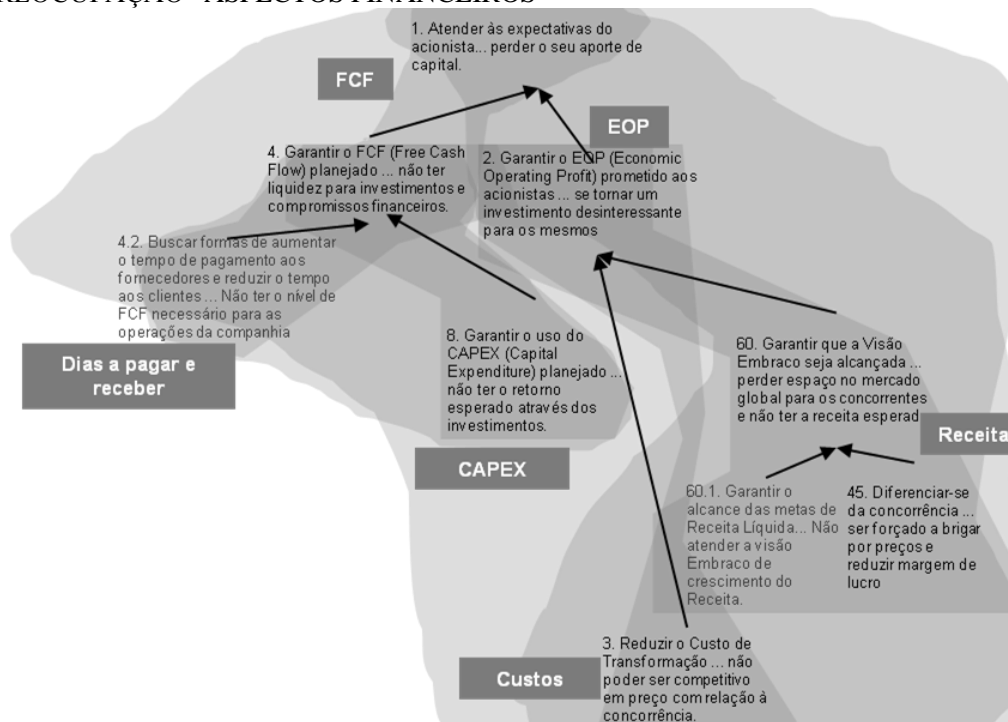 REOCUPAÇÃO "ASPECTOS FINANCEIROS"
1. Atender às expectativas do
acionista... perder o seu aporte de
capital.
FCF
EOP
4. Garantir o FCF (Free Cash
Flow) planejado ... não ter
liquidez para investimentos e
compromissos financeiros.
2. Garantir o EOP (Economic
Operating Profit) prometido aos
acionistas ... se tornar um
investimento desinteressante
para os mesmos
4.2. Buscar formas de aumentar
o tempo de pagamento aos
fornecedores e reduzir o tempo
aos clientes ... Não ter o nível de
FCF necessário para as
operações da companhia
Dias a pagar e
receber
8. Garantir o uso do
CAPEX (Capital
Expenditure) planejado ...
não ter o retorno
esperado através dos
investimentos.
CAPEX
60. Garantir que a Visão
Embraco seja alcançada ...
perder espaço no mercado
global para os concorrentes
e não ter a receita esperad
Receita
60.1. Garantir o
alcance das metas de
Receita Líquida... Não
atender a visão
Embraco de
crescimento do
Receita.
45. Diferenciar-se
da concorrência ...
ser forçado a brigar
por preços e
reduzir margem de
lucro
Custos
3. Reduzir o Custo de
Transformação ... não
poder ser competitivo
em preço com relação à
concorrência.